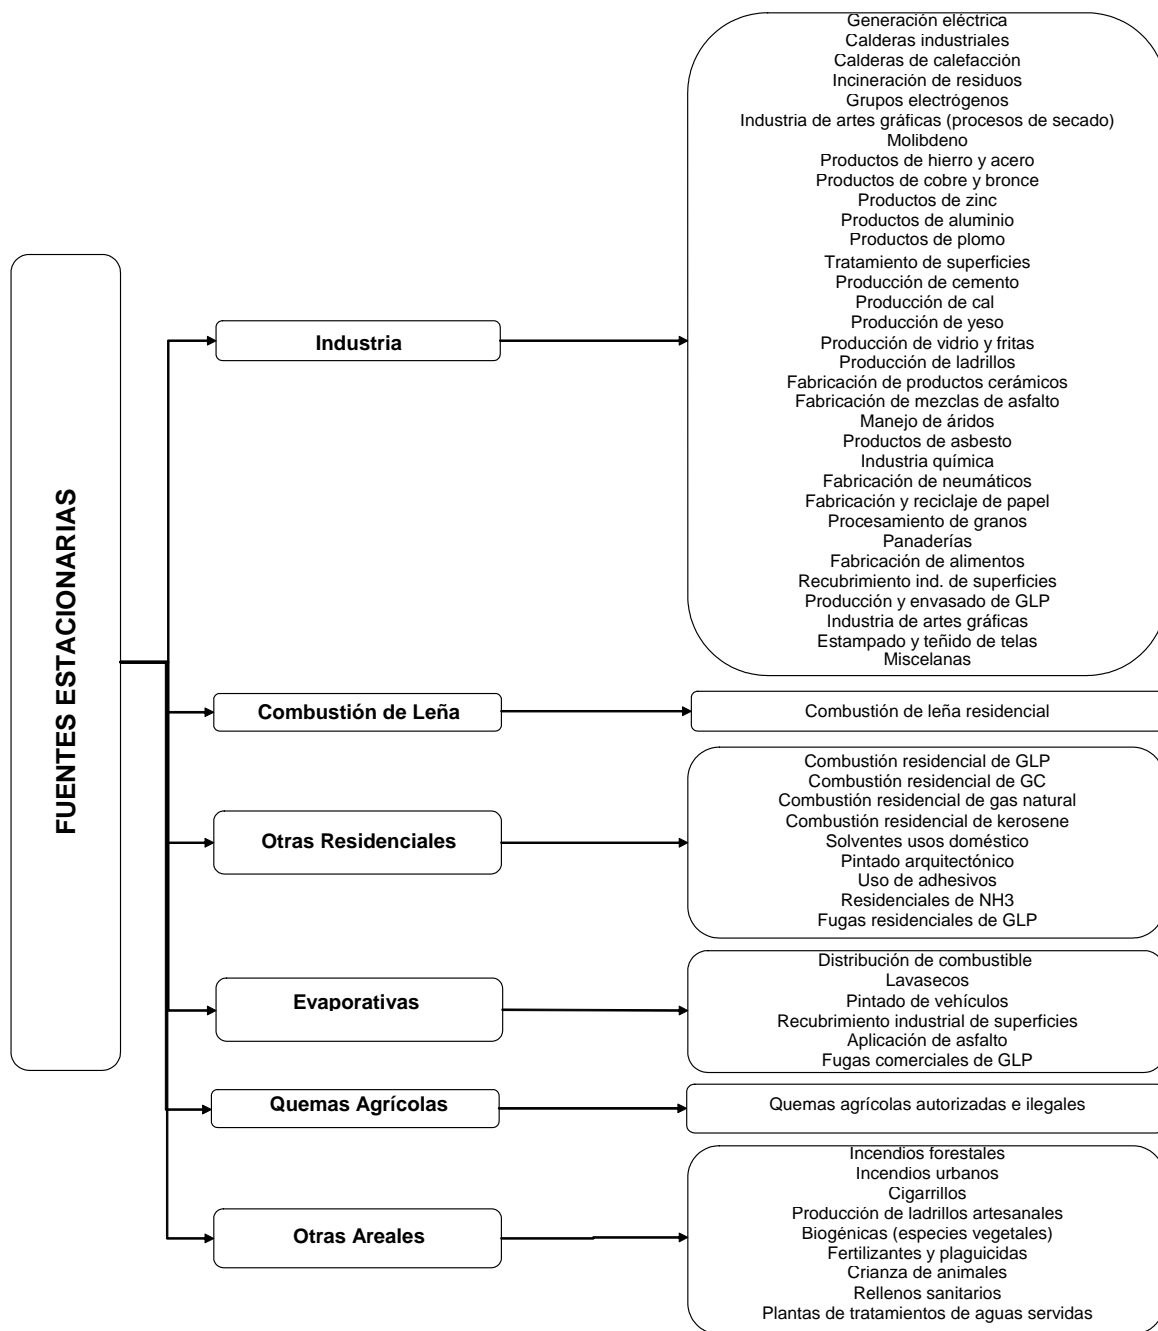 FUENTES ESTACIONARIAS
Industria
Generación eléctrica
Calderas industriales
Calderas de calefacción
Incineración de residuos
Grupos electrógenos
Industria de artes gráficas (procesos de secado)
Molibdeno
Productos de hierro y acero
Productos de cobre y bronce
Productos de zinc
Productos de aluminio
Productos de plomo
Tratamiento de superficies
Producción de cemento
Producción de cal
Producción de yeso
Producción de vidrio y fritas
Producción de ladrillos
Fabricación de productos cerámicos
Fabricación de mezclas de asfalto
Manejo de áridos
Productos de asbesto
Industria química
Fabricación de neumáticos
Fabricación y reciclaje de papel
Procesamiento de granos
Panaderías
Fabricación de alimentos
Recubrimiento ind. de superficies
Producción y envasado de GLP
Industria de artes gráficas
Estampado y teñido de telas
Miscelanas
Combustión de Leña
Combustión de leña residencial
Otras Residenciales
Combustión residencial de GLP
Combustión residencial de GC
Combustión residencial de gas natural
Combustión residencial de kerosene
Solventes usos doméstico
Pintado arquitectónico
Uso de adhesivos
Residenciales de NH3
Fugas residenciales de GLP
Evaporativas
Distribución de combustible
Lavasecos
Pintado de vehículos
Recubrimiento industrial de superficies
Aplicación de asfalto
Fugas comerciales de GLP
Quemas Agrícolas
Quemas agrícolas autorizadas e ilegales
Otras Areales
Incendios forestales
Incendios urbanos
Cigarrillos
Producción de ladrillos artesanales
Biogénicas (especies vegetales)
Fertilizantes y plaguicidas
Crianza de animales
Rellenos sanitarios
Plantas de tratamientos de aguas servidas